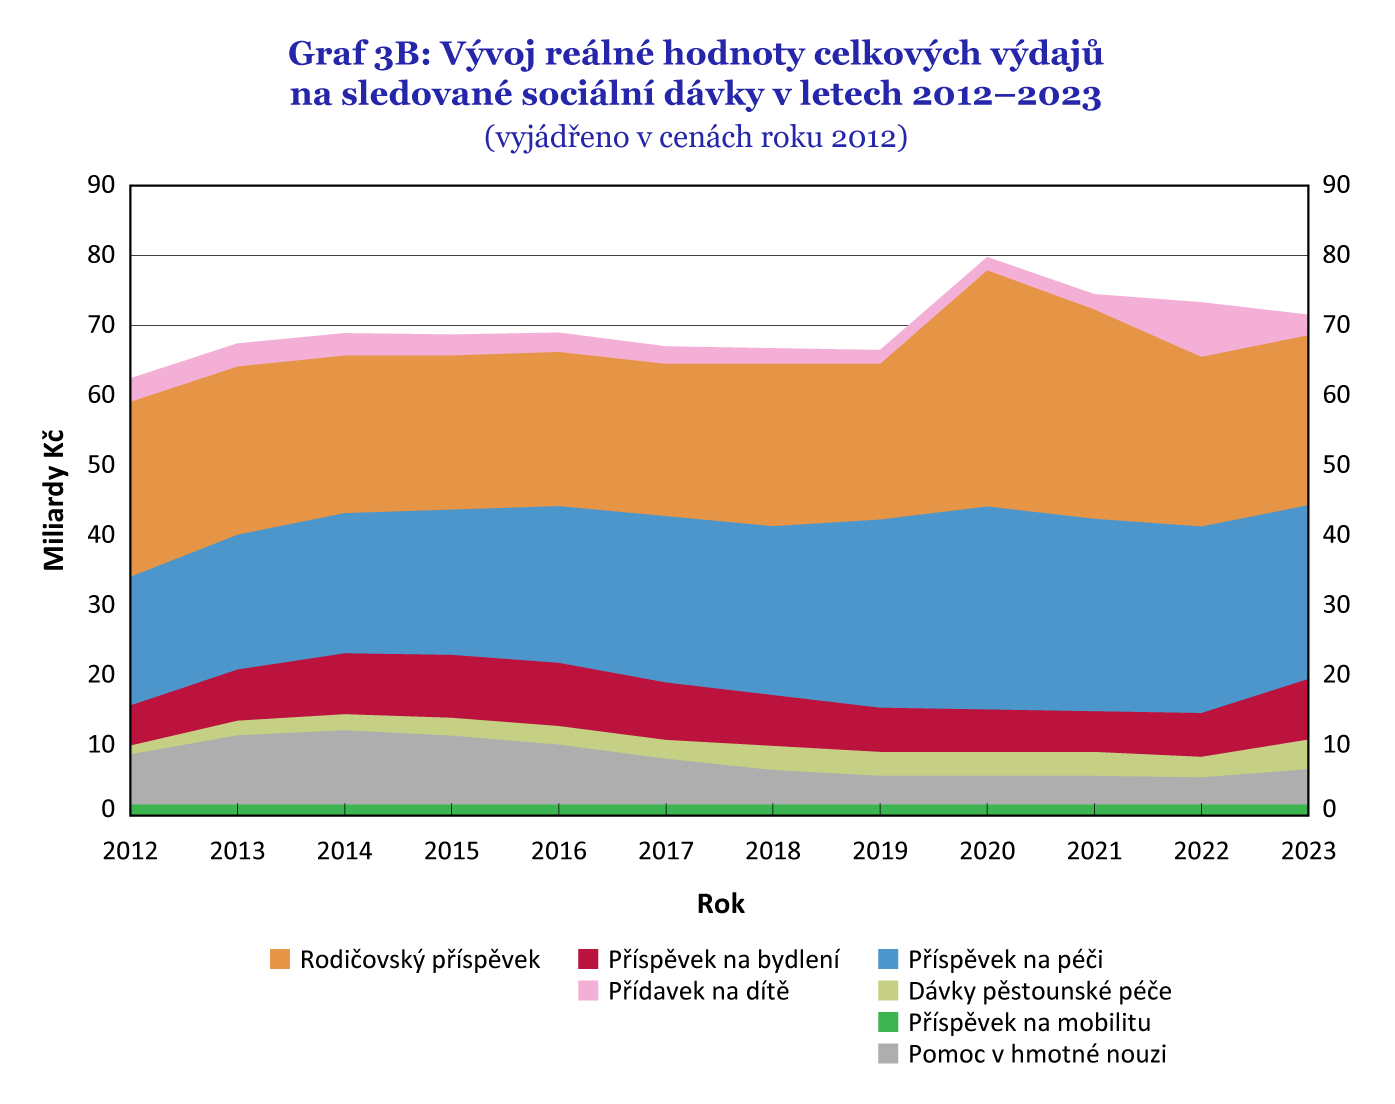 Graf 3B: Vývoj reálné hodnoty celkových výdajů
na sledované sociální dávky v letech 2012–2023
(vyjádřeno v cenách roku 2012)
90 90
80 80
70 70
60 60
50 50
40 40
30 30
20 20
10 10
0 0
Miliardy Kč
2012 2013 2014 2015 2016 2017 2018 2019 2020 2021 2022 2023
Rok
Rodičovský příspěvek Příspěvek na bydlení Příspěvek na péči
Přídavek na dítě Dávky pěstounské péče
Příspěvek na mobilitu
Pomoc v hmotné nouzi